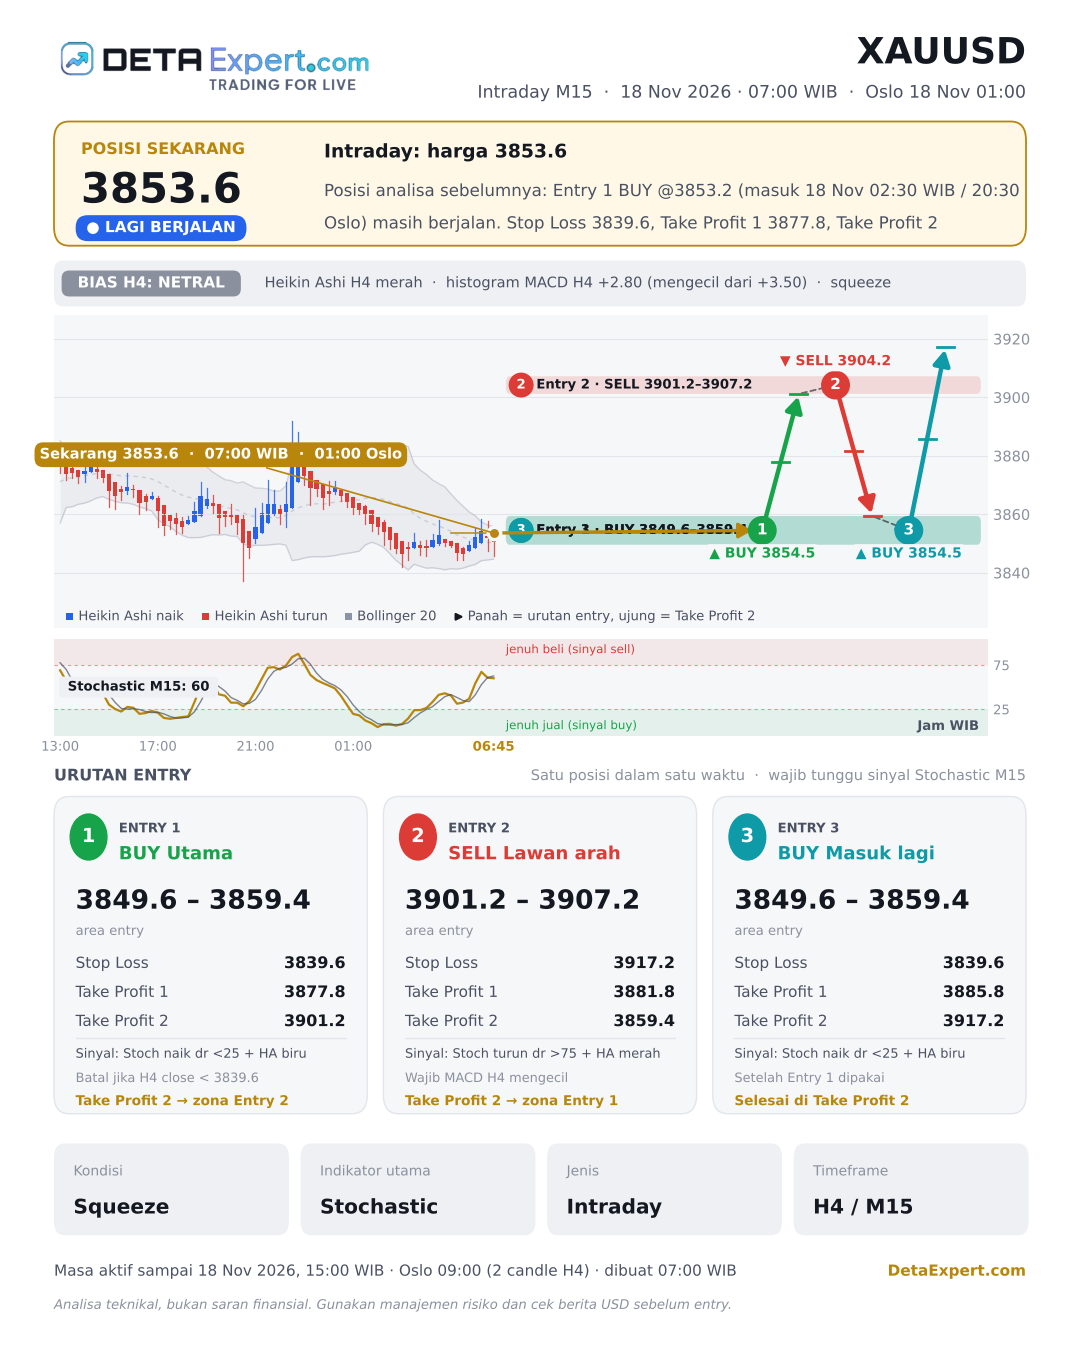 DETA Expert.com
TRADING FOR LIVE
XAUUSD
Intraday M15 · 18 Nov 2026 · 07:00 WIB · Oslo 18 Nov 01:00
POSISI SEKARANG
3853.6
● LAGI BERJALAN
Intraday: harga 3853.6
Posisi analisa sebelumnya: Entry 1 BUY @3853.2 (masuk 18 Nov 02:30 WIB / 20:30
Oslo) masih berjalan. Stop Loss 3839.6, Take Profit 1 3877.8, Take Profit 2
BIAS H4: NETRAL
Heikin Ashi H4 merah · histogram MACD H4 +2.80 (mengecil dari +3.50) · squeeze
3920
3900
3880
3860
3840
▼ SELL 3904.2
2 Entry 2 · SELL 3901.2–3907.2
2
Sekarang 3853.6 · 07:00 WIB · 01:00 Oslo
3 Entry 3 · BUY 3849.6–3859.4
1
3
▲ BUY 3854.5
▲ BUY 3854.5
Heikin Ashi naik
Heikin Ashi turun
Bollinger 20
Panah = urutan entry, ujung = Take Profit 2
jenuh beli (sinyal sell)
75
Stochastic M15: 60
25
jenuh jual (sinyal buy)
Jam WIB
13:00 17:00 21:00 01:00 06:45
URUTAN ENTRY
Satu posisi dalam satu waktu · wajib tunggu sinyal Stochastic M15
1
ENTRY 1
BUY Utama
3849.6 – 3859.4
area entry
Stop Loss 3839.6
Take Profit 1 3877.8
Take Profit 2 3901.2
Sinyal: Stoch naik dr <25 + HA biru
Batal jika H4 close < 3839.6
Take Profit 2 → zona Entry 2
2
ENTRY 2
SELL Lawan arah
3901.2 – 3907.2
area entry
Stop Loss 3917.2
Take Profit 1 3881.8
Take Profit 2 3859.4
Sinyal: Stoch turun dr >75 + HA merah
Wajib MACD H4 mengecil
Take Profit 2 → zona Entry 1
3
ENTRY 3
BUY Masuk lagi
3849.6 – 3859.4
area entry
Stop Loss 3839.6
Take Profit 1 3885.8
Take Profit 2 3917.2
Sinyal: Stoch naik dr <25 + HA biru
Setelah Entry 1 dipakai
Selesai di Take Profit 2
Kondisi
Squeeze
Indikator utama
Stochastic
Jenis
Intraday
Timeframe
H4 / M15
Masa aktif sampai 18 Nov 2026, 15:00 WIB · Oslo 09:00 (2 candle H4) · dibuat 07:00 WIB
DetaExpert.com
Analisa teknikal, bukan saran finansial. Gunakan manajemen risiko dan cek berita USD sebelum entry.